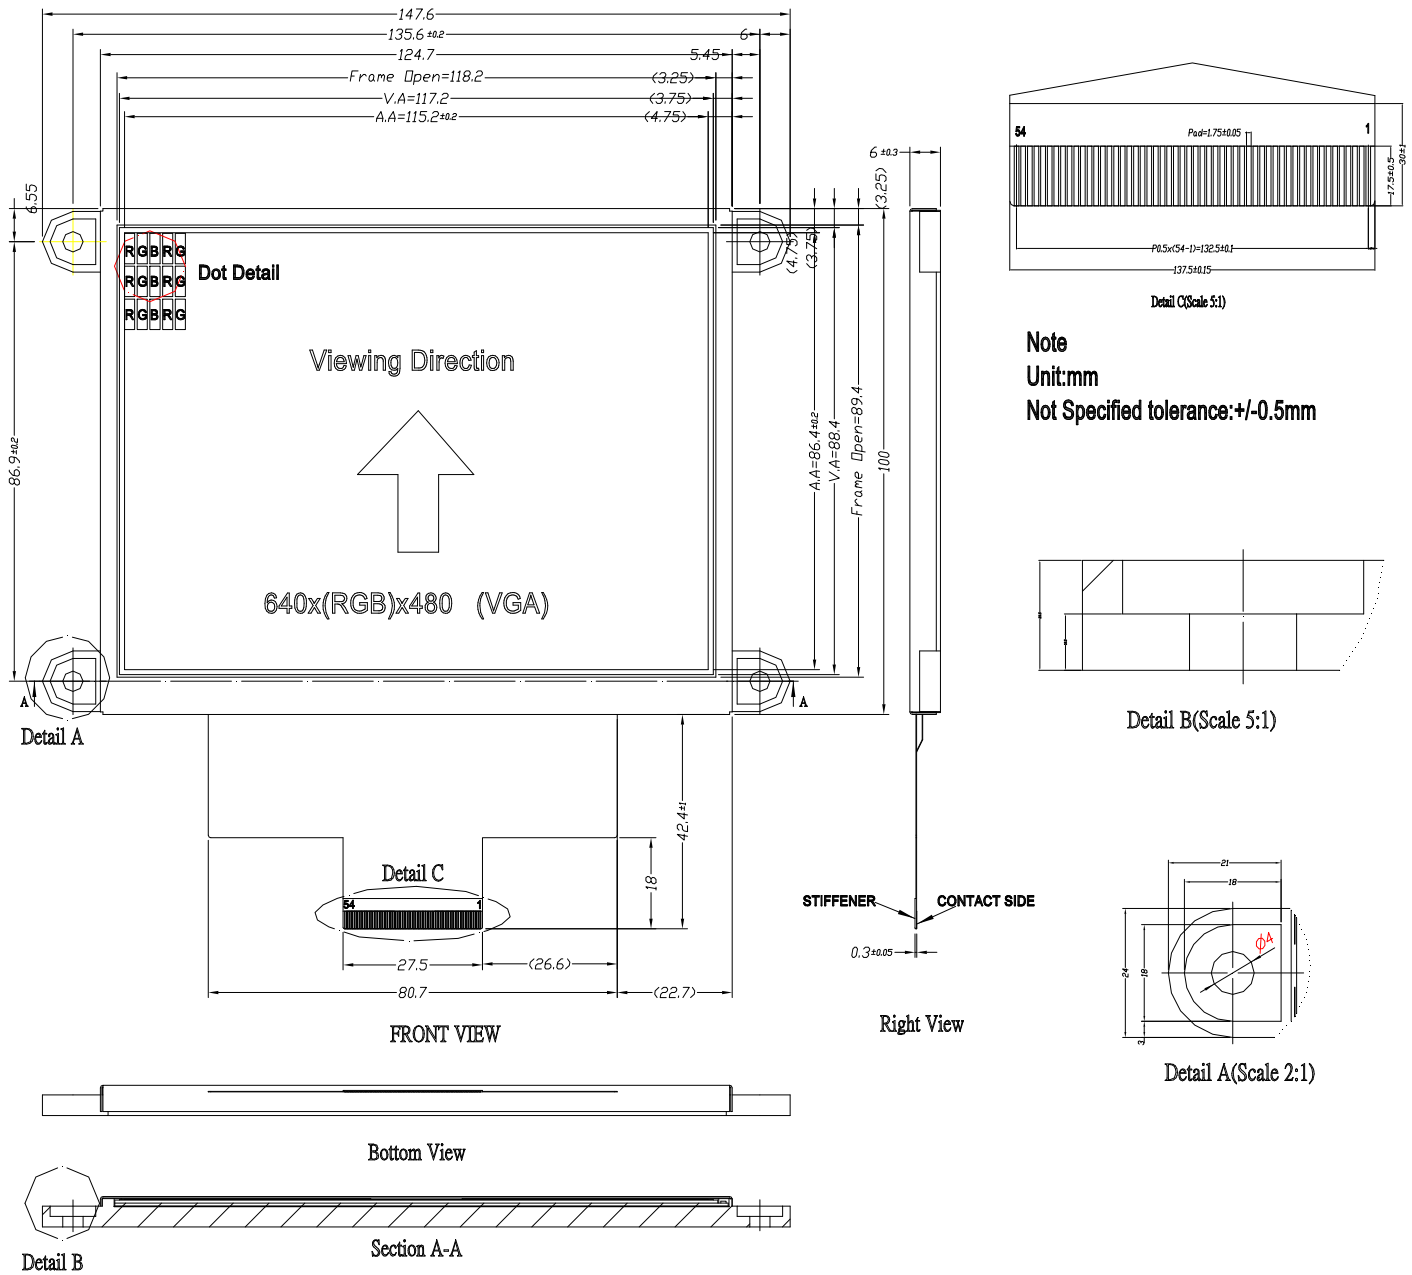 147.6
135.6 ±0.2
6
124.7
5.45
Frame Open=118.2
(3.25)
V.A=117.2
(3.75)
A.A=115.2±0.2
(4.75)
6.55
86.9±0.2
R G B R G
R G B R G
R G B R G
Dot Detail
Viewing Direction
640x(RGB)x480 (VGA)
(4.75)
(3.75)
(3.25)
A.A=86.4±0.2
V.A=88.4
Frame Open=89.4
100
6 ±0.3
A
A
Detail A
42.4±1
18
Detail C
54
1
27.5
(26.6)
80.7
(22.7)
FRONT VIEW
STIFFENER
CONTACT SIDE
0.3±0.05
Right View
Bottom View
Detail B
Section A-A
54
1
Pad=1.75±0.05
17.5±0.5
30±1
P0.5x(54-1)=132.5±0.1
137.5±0.15
Detail C(Scale 5:1)
Note
Unit:mm
Not Specified tolerance:+/-0.5mm
Detail B(Scale 5:1)
21
18
24
18
3
Φ4
Detail A(Scale 2:1)